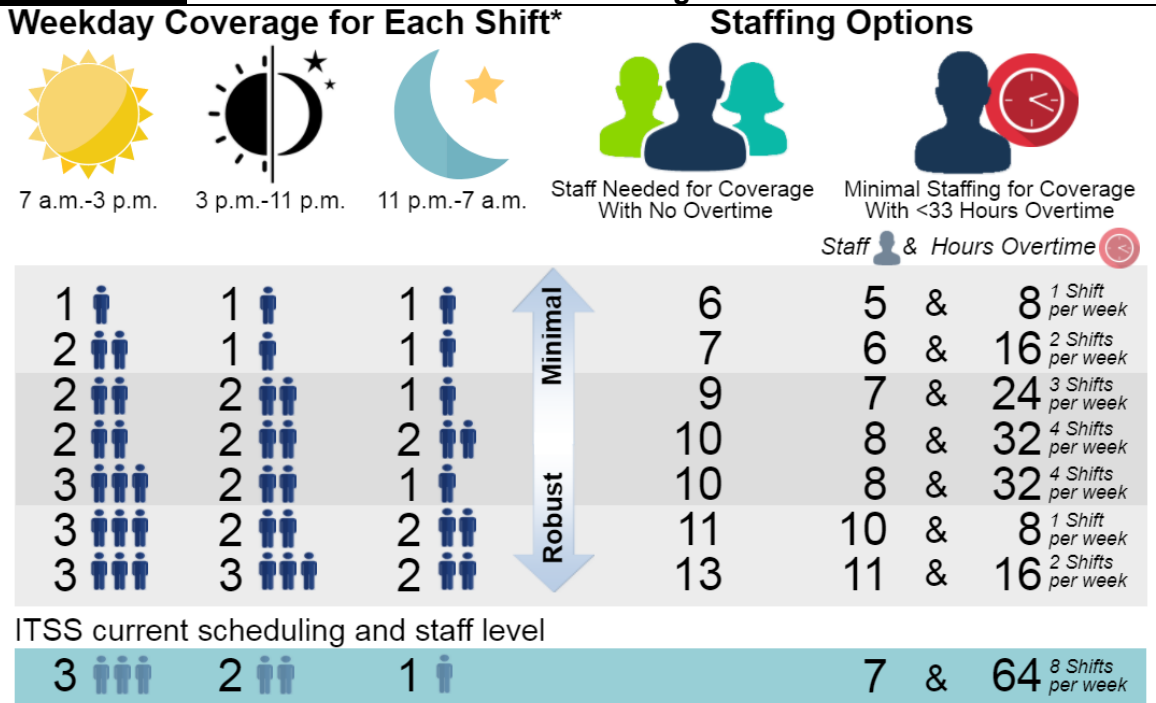 Weekday Coverage for Each Shift* Staffing Options
7 a.m.-3 p.m. 3 p.m.-11 p.m. 11 p.m.-7 a.m.
Staff Needed for Coverage
With No Overtime
Minimal Staffing for Coverage
With <33 Hours Overtime
Staff & Hours Overtime
Minimal
Robust
1 1 1 6 5 & 8 1 Shift per week
2 1 1 7 6 & 16 2 Shifts per week
2 2 1 9 7 & 24 3 Shifts per week
2 2 2 10 8 & 32 4 Shifts per week
3 2 1 10 8 & 32 4 Shifts per week
3 2 2 11 10 & 8 1 Shift per week
3 3 2 13 11 & 16 2 Shifts per week
ITSS current scheduling and staff level
3 2 1 7 & 64 8 Shifts per week